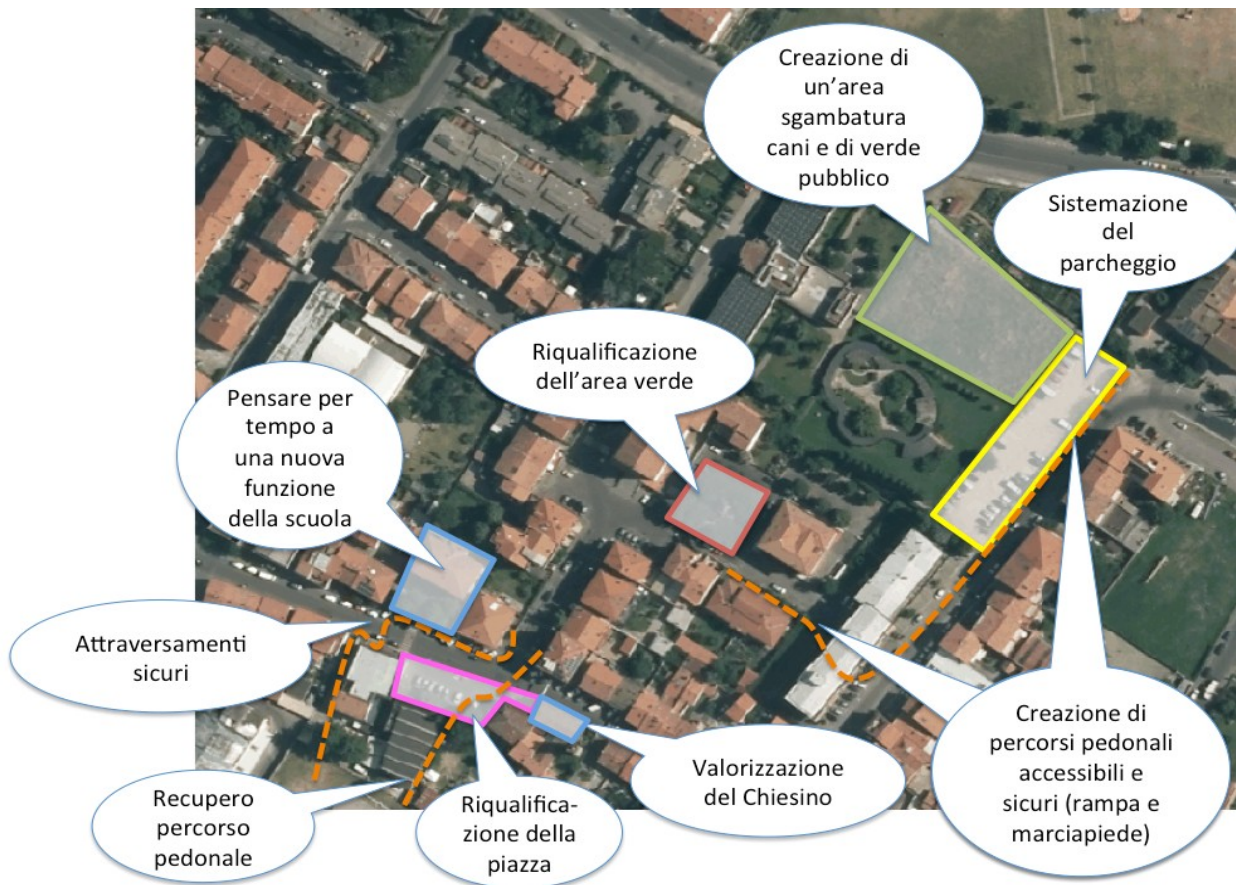 Creazione di
un'area
sgambatura
cani e di verde
pubblico
Sistemazione
del
parcheggio
Riqualificazione
dell'area verde
Pensare per
tempo a
una nuova
funzione
della scuola
Attraversamenti
sicuri
Recupero
percorso
pedonale
Riqualifica-
zione della
piazza
Valorizzazione
del Chiesino
Creazione di
percorsi pedonali
accessibili e
sicuri (rampa e
marciapiede)